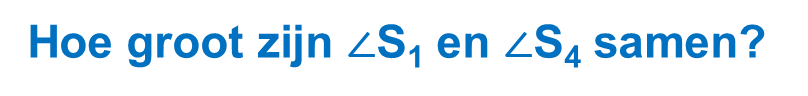 Hoe groot zijn ∠S₁ en ∠S₄ samen?